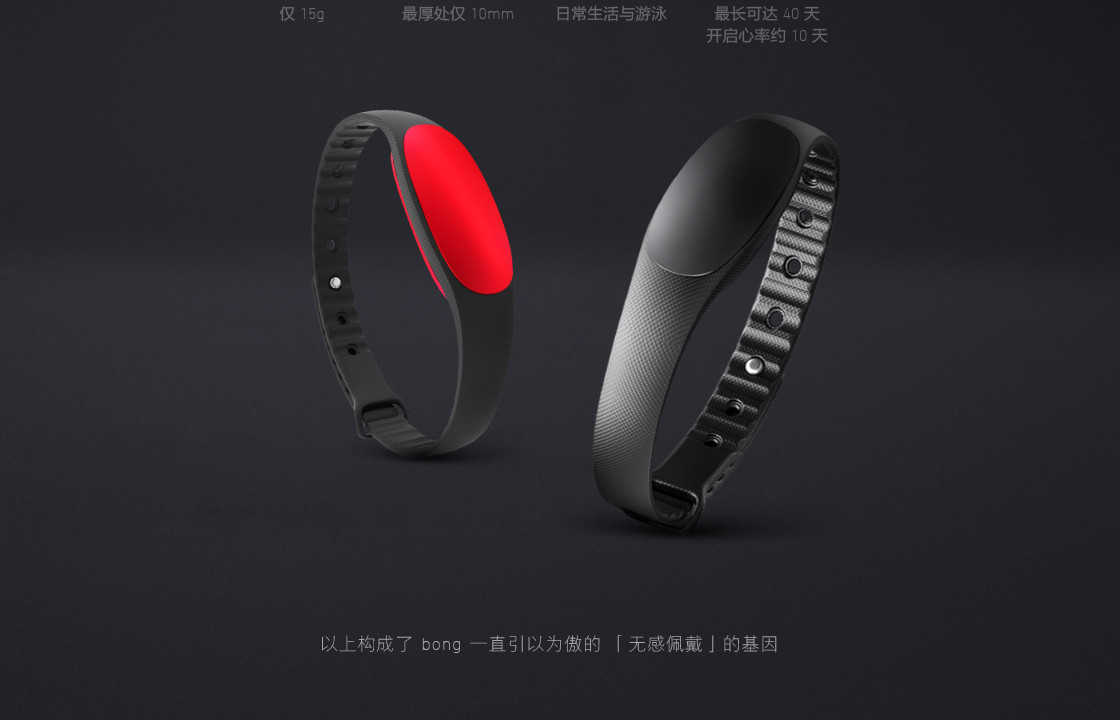 仅 15g
最厚处仅 10mm
日常生活与游泳
最长可达 40 天
开启心率约 10 天
以上构成了 bong 一直引以为傲的 「无感佩戴」的基因